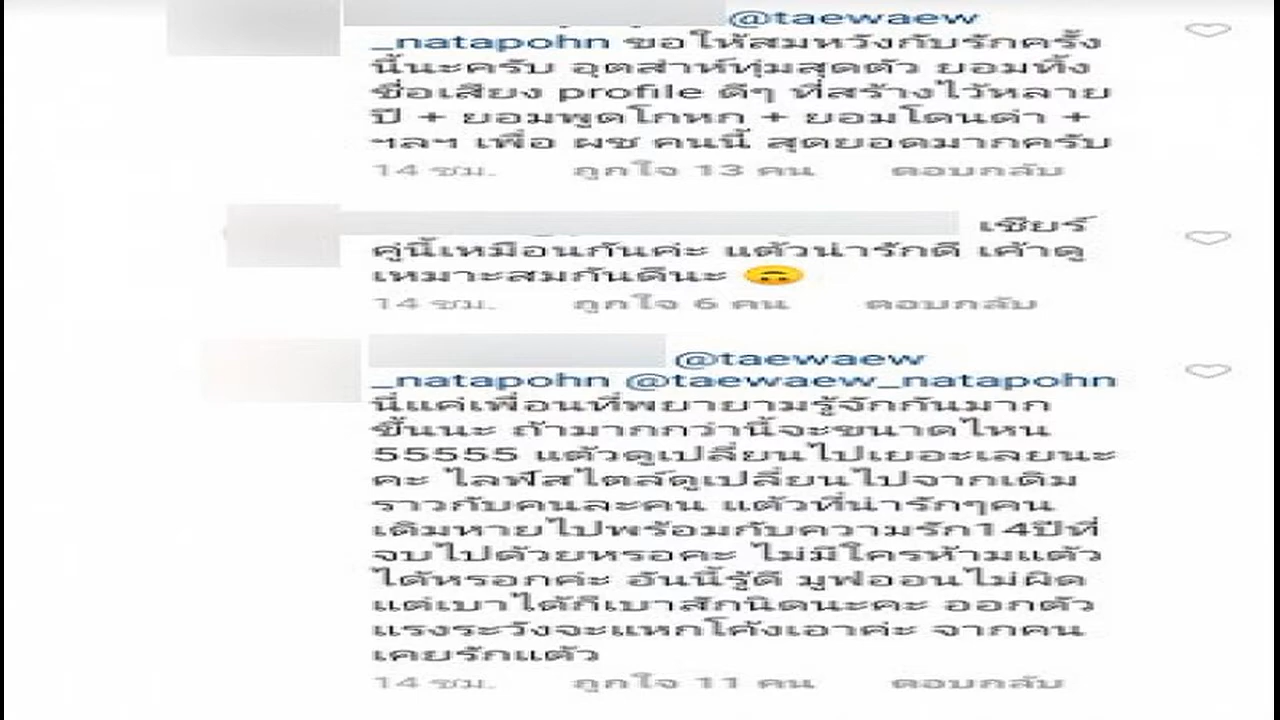 @taewaew
_natapohn ขอให้สมหวังกับรักครั้ง
นี้นะครับ อุตส่าห์ทุ่มสุดตัว ยอมทิ้ง
ชื่อเสียง profile ดีๆ ที่สร้างไว้หลาย
ปี + ยอมพูดโกหก + ยอมโดนด่า +
ฯลฯ เพื่อ ผช คนนี้ สุดยอดมากครับ
14 ชม. ถูกใจ 13 คน ตอบกลับ
เชียร์
คู่นี้เหมือนกันค่ะ แต้วน่ารักดี เค้าดู
เหมาะสมกันดีนะ 🙃
14 ชม. ถูกใจ 6 คน ตอบกลับ
@taewaew
_natapohn @taewaew_natapohn
นี่แค่เพื่อนที่พยายามรู้จักกันมาก
ขึ้นนะ ถ้ามากกว่านี้จะขนาดไหน
55555 แต้วดูเปลี่ยนไปเยอะเลยนะ
คะ ไลฟ์สไตล์ดูเปลี่ยนไปจากเดิม
ราวกับคนละคน แต้วที่น่ารักๆคน
เดิมหายไปพร้อมกับความรัก14ปีที่
จบไปด้วยหรอคะ ไม่มีใครห้ามแต้ว
ได้หรอกค่ะ อันนี้รู้ดี มูฟออนไม่ผิด
แต่เบาได้ก็เบาสักนิดนะคะ ออกตัว
แรงระวังจะแหกโค้งเอาค่ะ จากคน
เคยรักแต้ว
14 ชม. ถูกใจ 11 คน ตอบกลับ